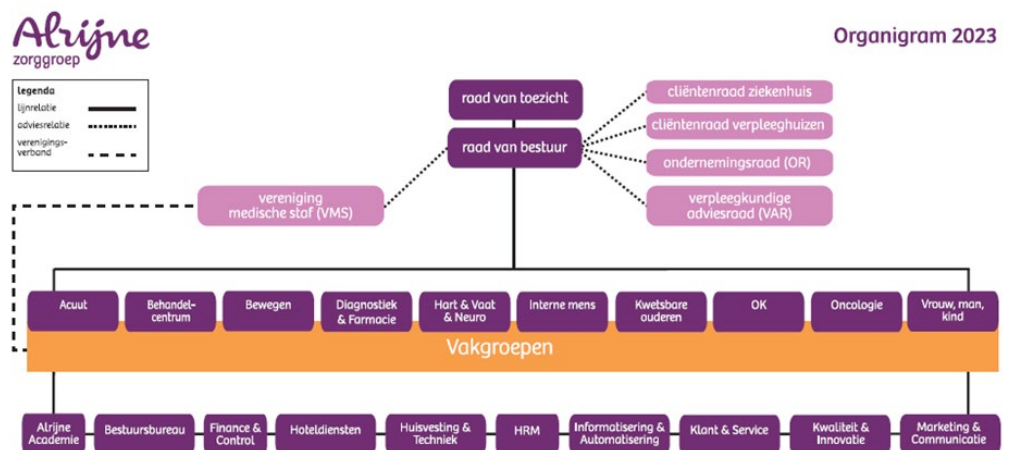 Alrijne
zorggroep
Organigram 2023
legenda
lijnrelatie
adviesrelatie
verenigings-
verband
raad van toezicht
raad van bestuur
cliëntenraad ziekenhuis
cliëntenraad verpleeghuizen
ondernemingsraad (OR)
verpleegkundige
adviesraad (VAR)
vereniging
medische staf (VMS)
Acuut
Behandel-
centrum
Bewegen
Diagnostiek
& Farmacie
Hart & Vaat
& Neuro
Interne mens
Kwetsbare
ouderen
OK
Oncologie
Vrouw, man,
kind
Vakgroepen
Alrijne
Academie
Bestuursbureau
Finance &
Control
Hoteldiensten
Huisvesting &
Techniek
HRM
Informatisering &
Automatisering
Klant & Service
Kwaliteit &
Innovatie
Marketing &
Communicatie